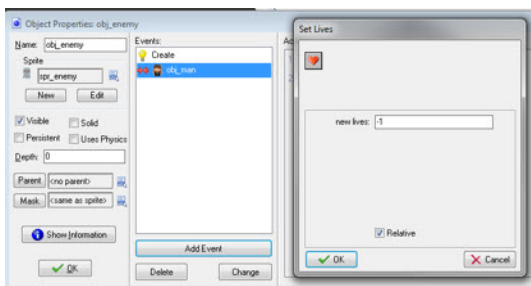 Object Properties: obj_enemy
Name: obj_enemy
Sprite
spr_enemy
New Edit
Visible Solid
Persistent Uses Physics
Depth: 0
Parent <no parent>
Mask <same as sprite>
Show Information
OK
Events:
Create
obj_man
Add Event
Delete Change
Set Lives
new lives: -1
Relative
OK Cancel